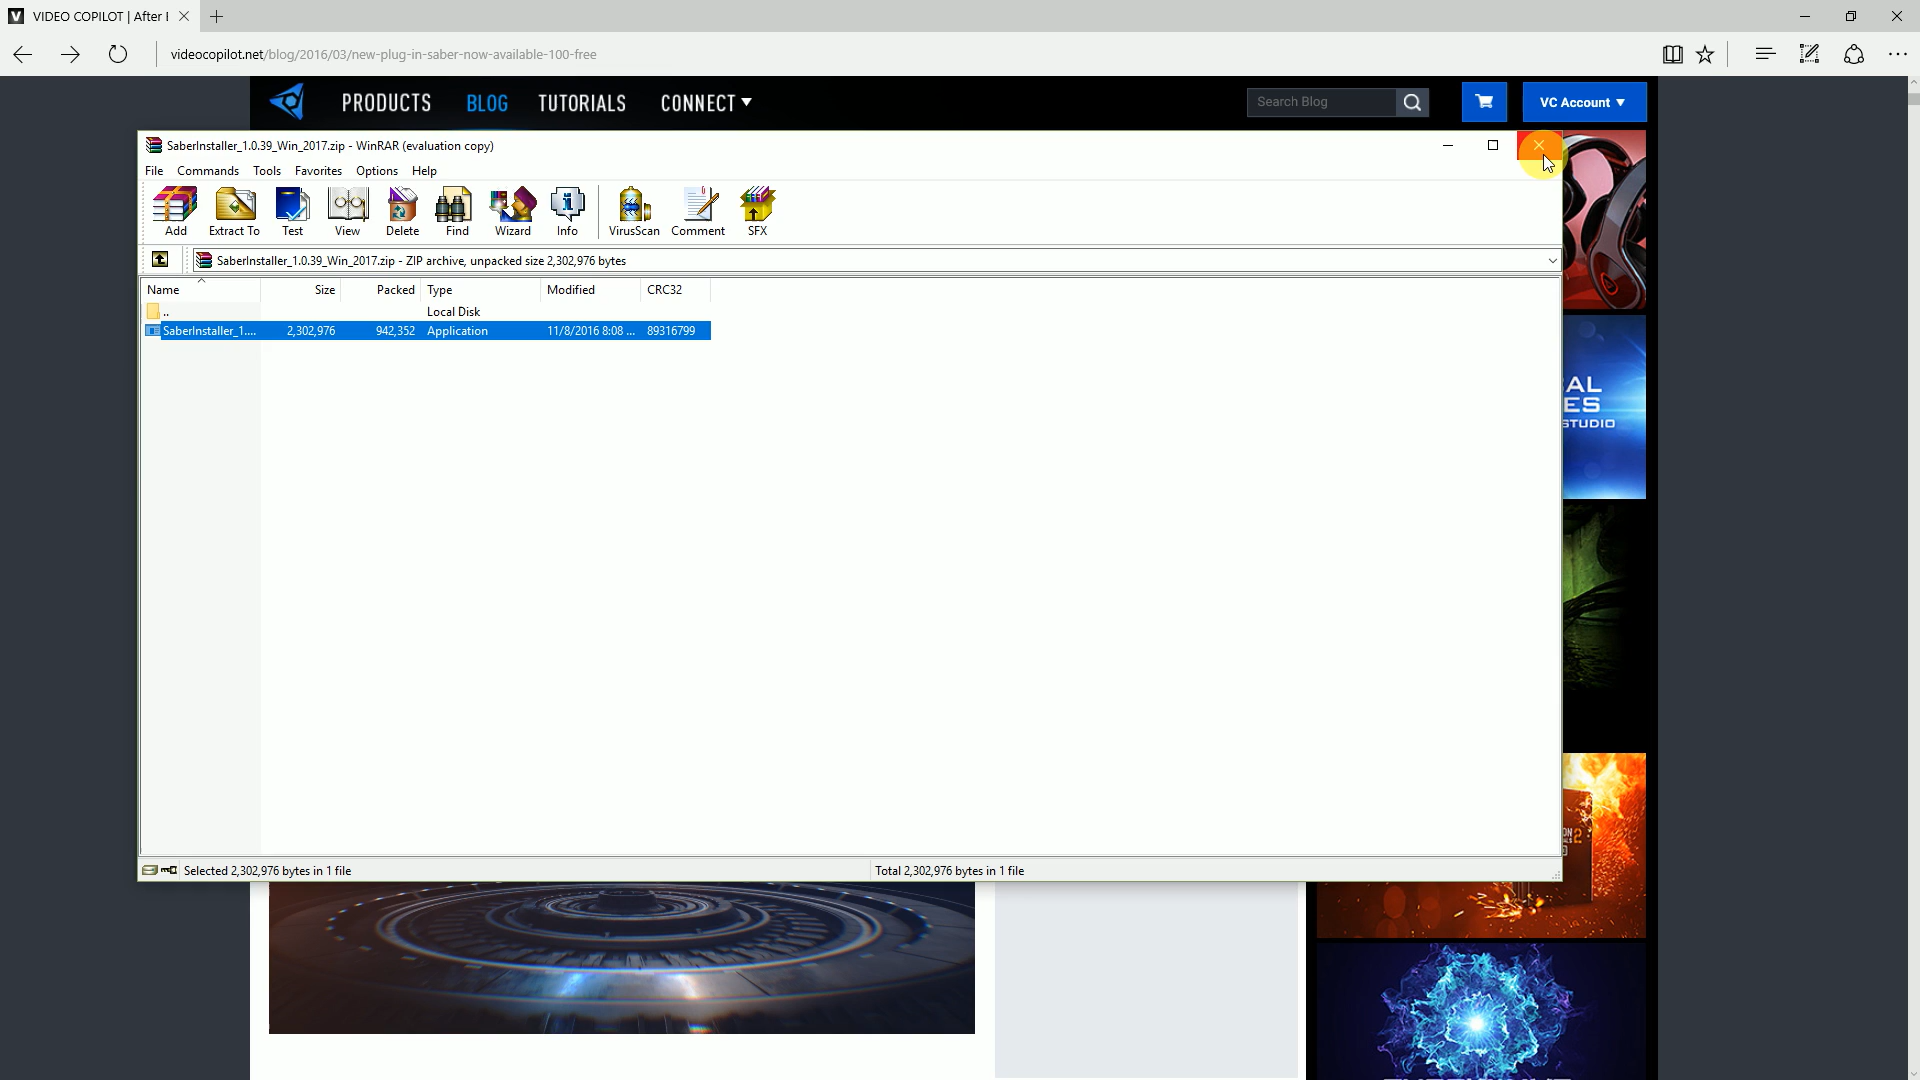 VIDEO COPILOT | After I
videocopilot.net/blog/2016/03/new-plug-in-saber-now-available-100-free
PRODUCTS BLOG TUTORIALS CONNECT Search Blog VC Account
SaberInstaller_1.0.39_Win_2017.zip - WinRAR (evaluation copy)
File Commands Tools Favorites Options Help
Add Extract To Test View Delete Find Wizard Info VirusScan Comment SFX
SaberInstaller_1.0.39_Win_2017.zip - ZIP archive, unpacked size 2,302,976 bytes
Name Size Packed Type Modified CRC32
.. Local Disk
SaberInstaller_1.... 2,302,976 942,352 Application 11/8/2016 8:08 ... 89316799
AL
ES
STUDIO
Selected 2,302,976 bytes in 1 file Total 2,302,976 bytes in 1 file